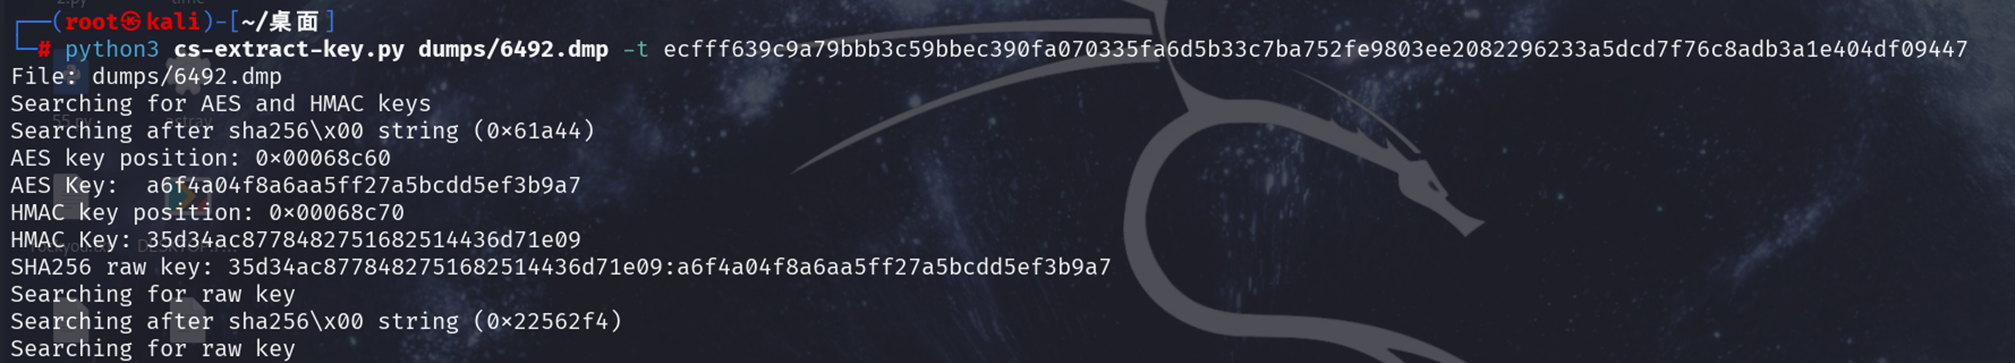 (root㉿kali)-[~/桌面]
# python3 cs-extract-key.py dumps/6492.dmp -t ecfff639c9a79bbb3c59bbec390fa070335fa6d5b33c7ba752fe9803ee2082296233a5dcd7f76c8adb3a1e404df09447
File: dumps/6492.dmp
Searching for AES and HMAC keys
Searching after sha256\x00 string (0×61a44)
AES key position: 0×00068c60
AES Key:  a6f4a04f8a6aa5ff27a5bcdd5ef3b9a7
HMAC key position: 0×00068c70
HMAC Key: 35d34ac8778482751682514436d71e09
SHA256 raw key: 35d34ac8778482751682514436d71e09:a6f4a04f8a6aa5ff27a5bcdd5ef3b9a7
Searching for raw key
Searching after sha256\x00 string (0×22562f4)
Searching for raw key